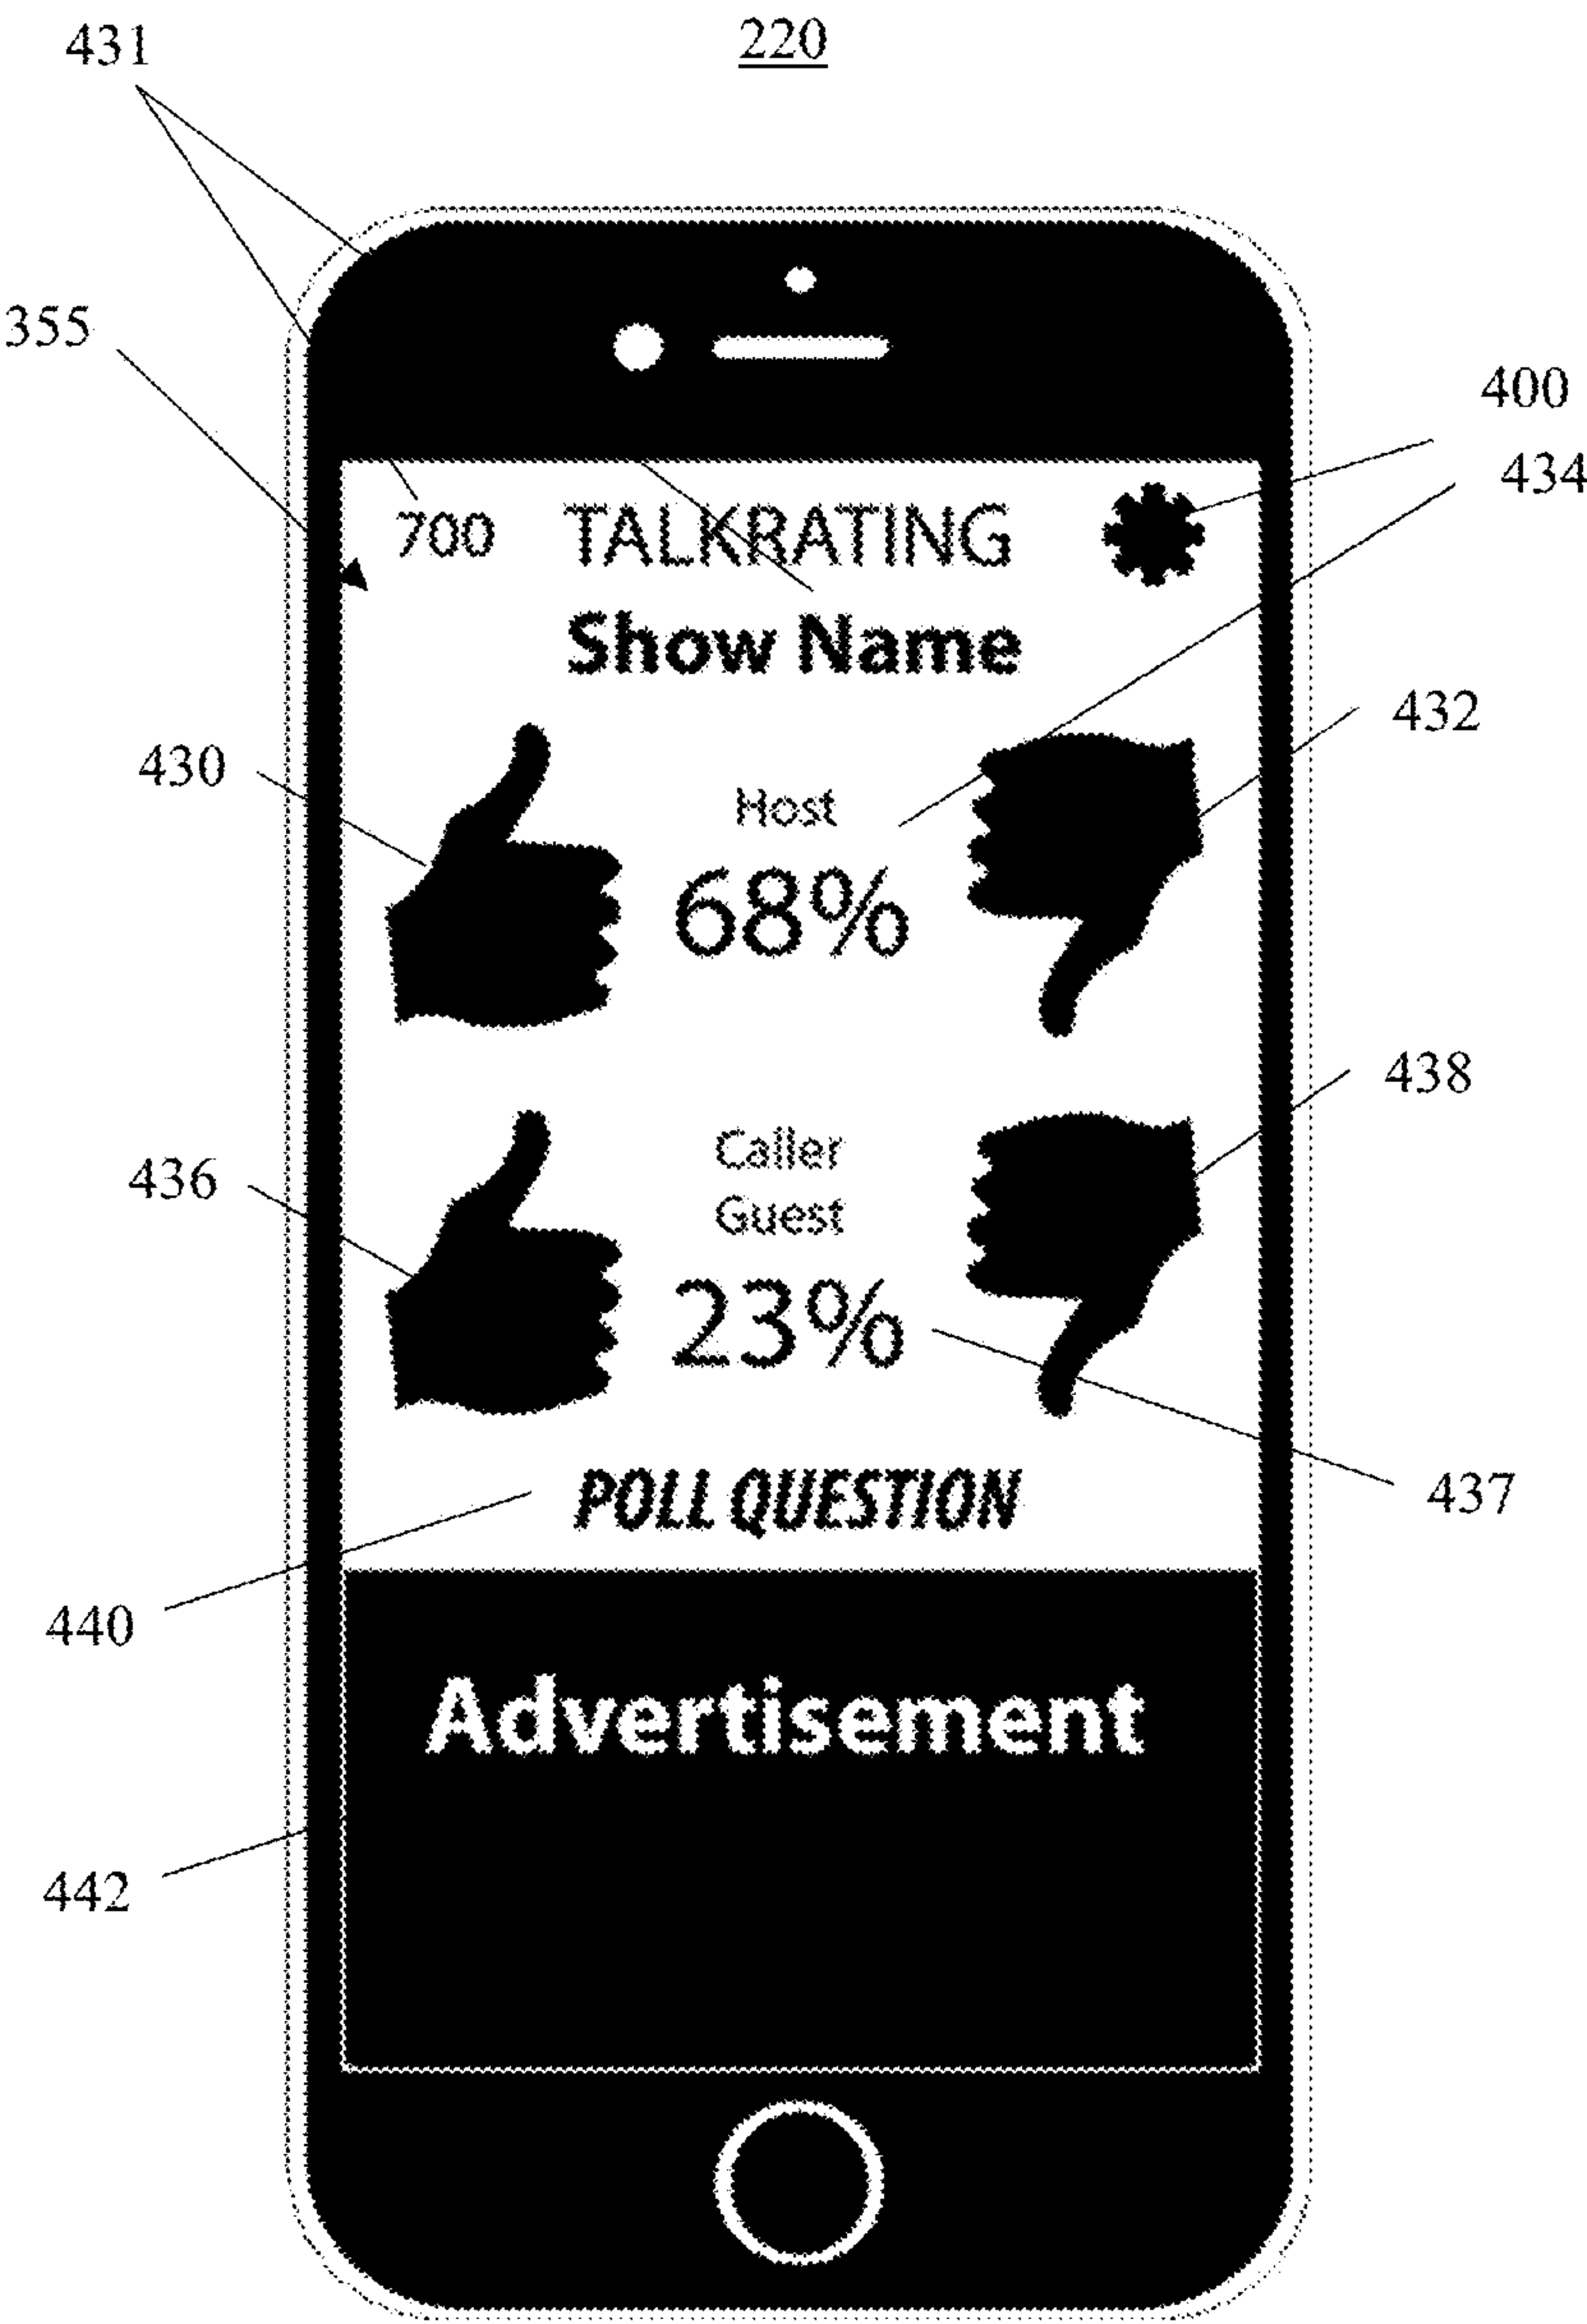 220
431
355
400
434
700 TALKRATING
Show Name
432
430
Host
68%
438
Caller
436
Guest
23%
437
POLL QUESTION
440
Advertisement
442